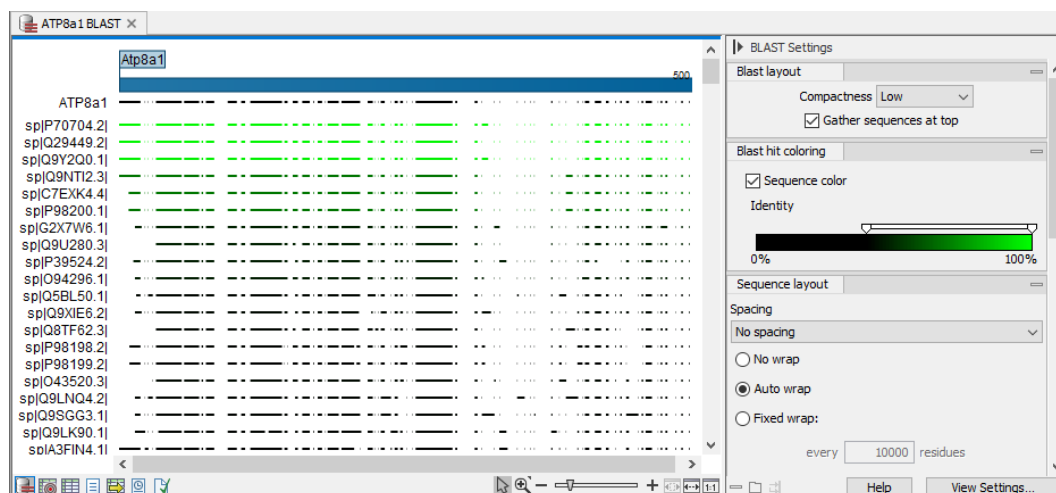 ATP8a1 BLAST
Atp8a1
500
ATP8a1
sp|P70704.2|
sp|Q29449.2|
sp|Q9Y2Q0.1|
sp|Q9NTI2.3|
sp|C7EXK4.4|
sp|P98200.1|
sp|G2X7W6.1|
sp|Q9U280.3|
sp|P39524.2|
sp|O94296.1|
sp|Q5BL50.1|
sp|Q9XIE6.2|
sp|Q8TF62.3|
sp|P98198.2|
sp|P98199.2|
sp|O43520.3|
sp|Q9LNQ4.2|
sp|Q9SGG3.1|
sp|Q9LK90.1|
sp|A3FIN4.1|
1:1
BLAST Settings
Blast layout
Compactness Low
Gather sequences at top
Blast hit coloring
Sequence color
Identity
0% 100%
Sequence layout
Spacing
No spacing
No wrap
Auto wrap
Fixed wrap:
every 10000 residues
Help View Settings...